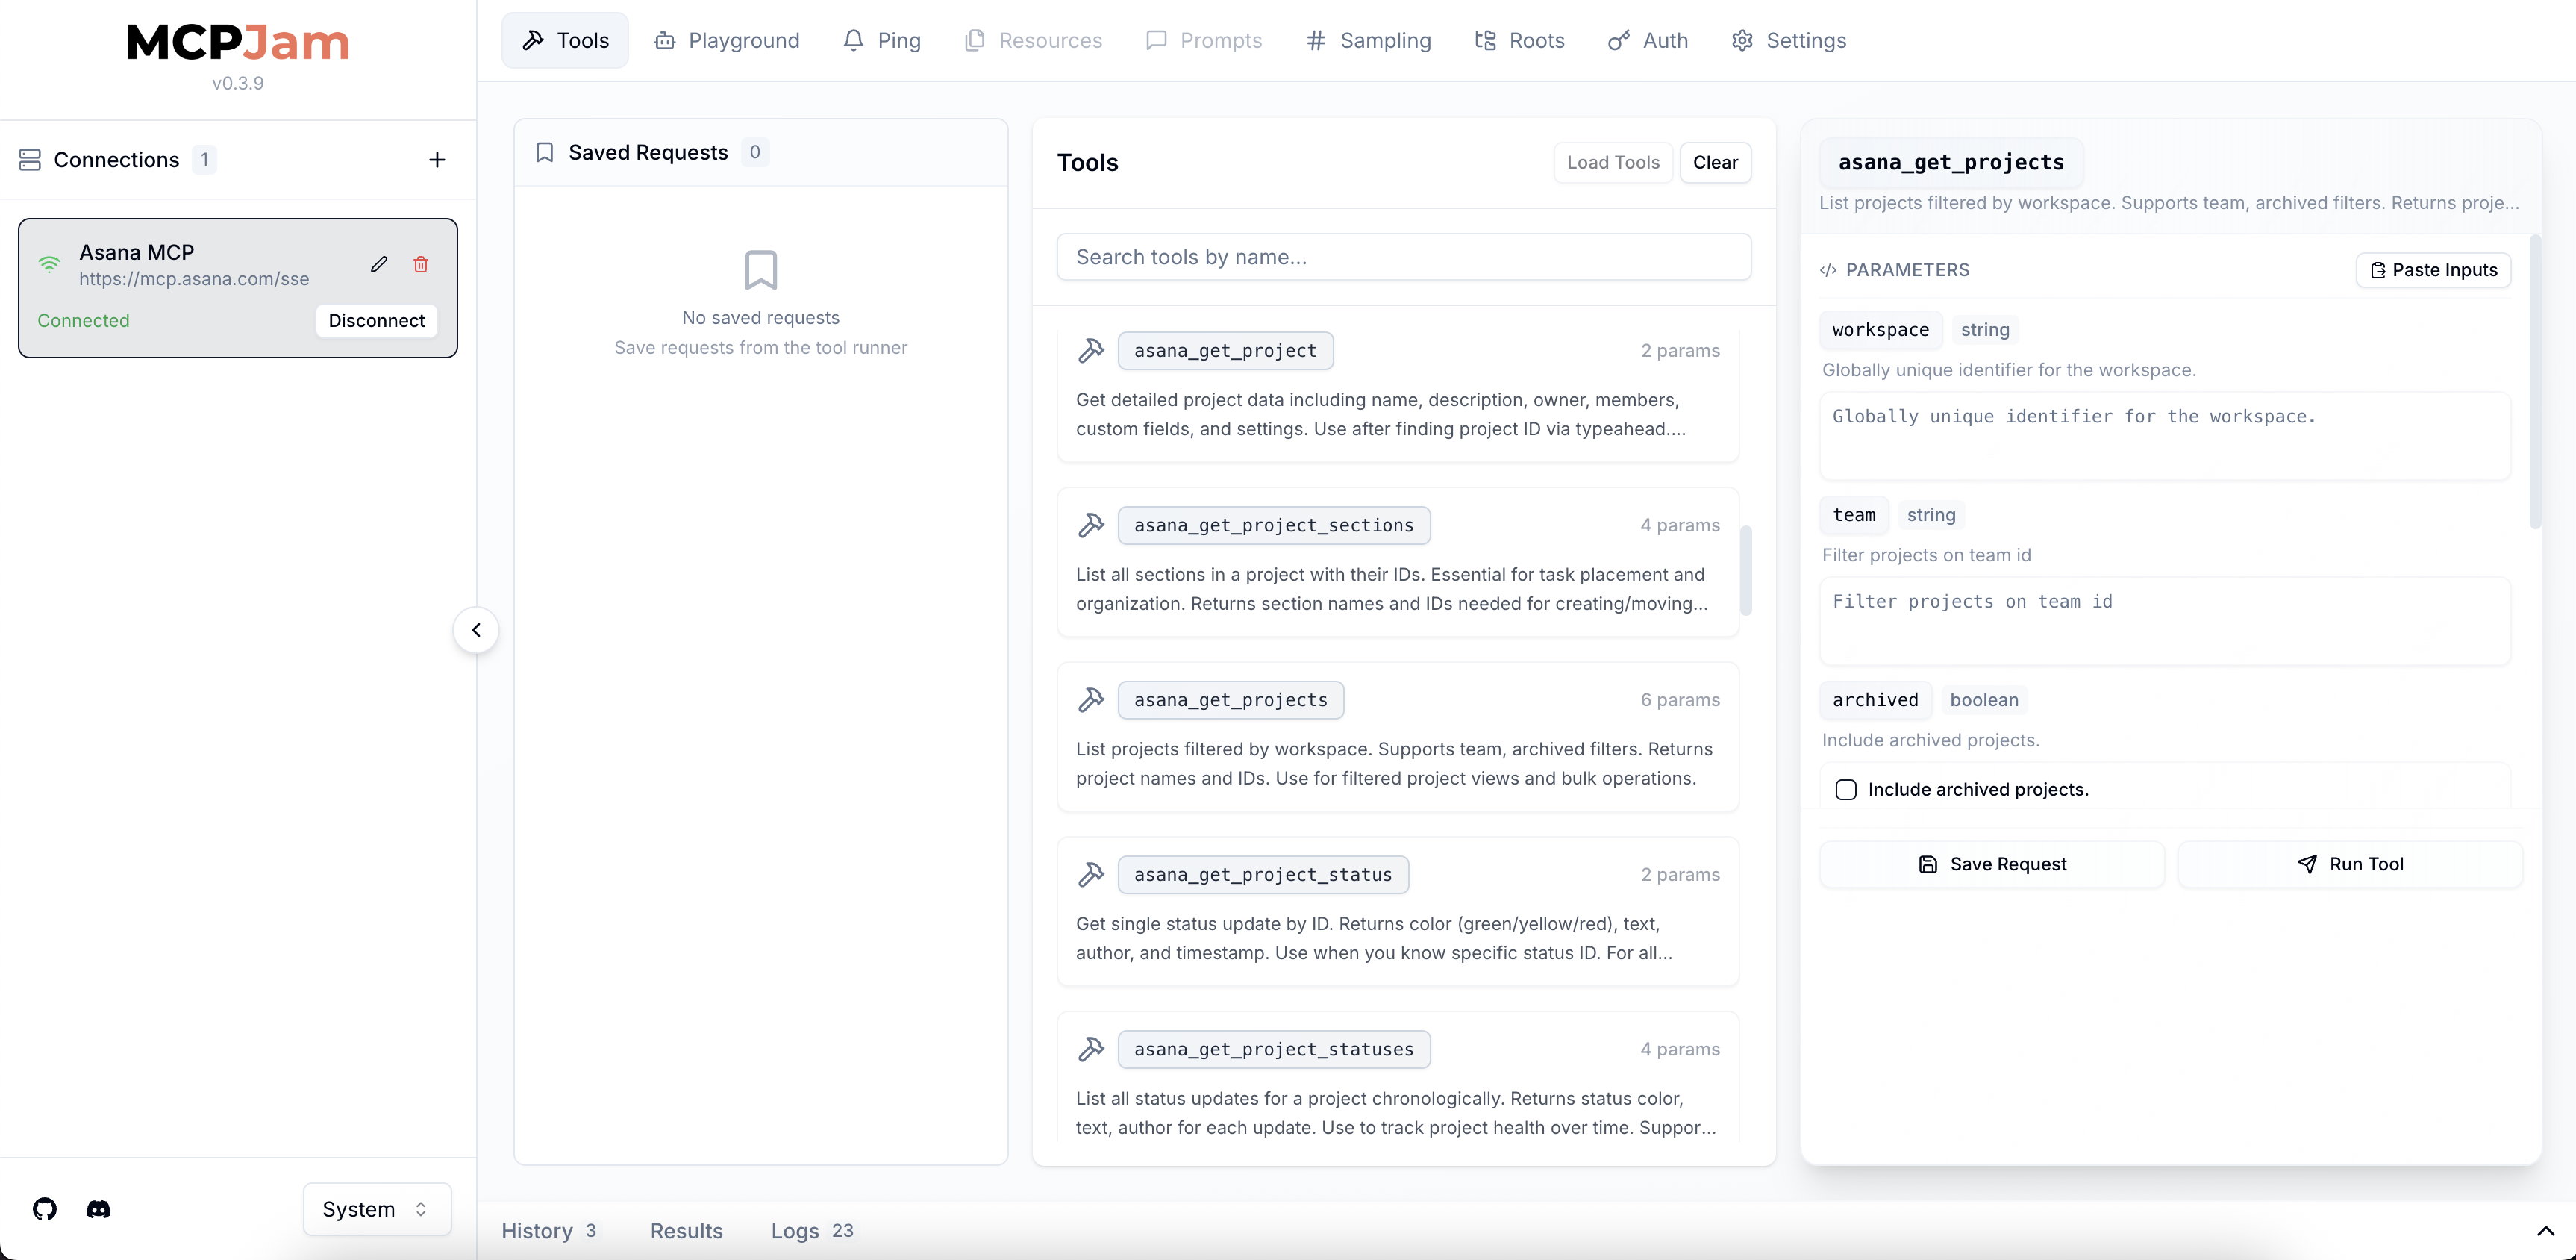 MCPJam
v0.3.9
Connections 1
Asana MCP
https://mcp.asana.com/sse
Connected
Disconnect
System
Tools
Playground
Ping
Resources
Prompts
Sampling
Roots
Auth
Settings
Saved Requests 0
No saved requests
Save requests from the tool runner
Tools
Load Tools
Clear
Search tools by name...
asana_get_project
2 params
Get detailed project data including name, description, owner, members,
custom fields, and settings. Use after finding project ID via typeahead....
asana_get_project_sections
4 params
List all sections in a project with their IDs. Essential for task placement and
organization. Returns section names and IDs needed for creating/moving...
asana_get_projects
6 params
List projects filtered by workspace. Supports team, archived filters. Returns
project names and IDs. Use for filtered project views and bulk operations.
asana_get_project_status
2 params
Get single status update by ID. Returns color (green/yellow/red), text,
author, and timestamp. Use when you know specific status ID. For all...
asana_get_project_statuses
4 params
List all status updates for a project chronologically. Returns status color,
text, author for each update. Use to track project health over time. Suppor...
asana_get_projects
List projects filtered by workspace. Supports team, archived filters. Returns proje...
</> PARAMETERS
Paste Inputs
workspace string
Globally unique identifier for the workspace.
Globally unique identifier for the workspace.
team string
Filter projects on team id
Filter projects on team id
archived boolean
Include archived projects.
Include archived projects.
Save Request
Run Tool
History 3
Results
Logs 23